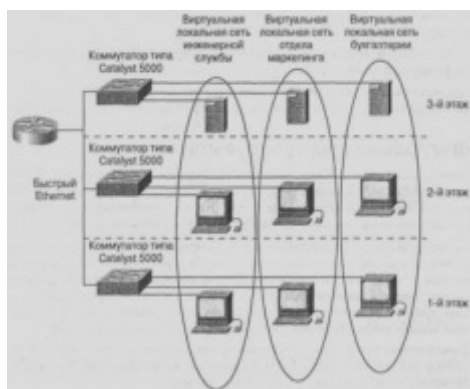 Виртуальная
локальная сеть
инженерной
службы
Виртуальная
локальная сеть
отдела
маркетинга
Виртуальная
локальная сеть
бухгалтерии
Коммутатор типа
Catalyst 5000
3-й этаж
Коммутатор типа
Catalyst 5000
Быстрый
Ethernet
2-й этаж
Коммутатор типа
Catalyst 5000
1-й этаж